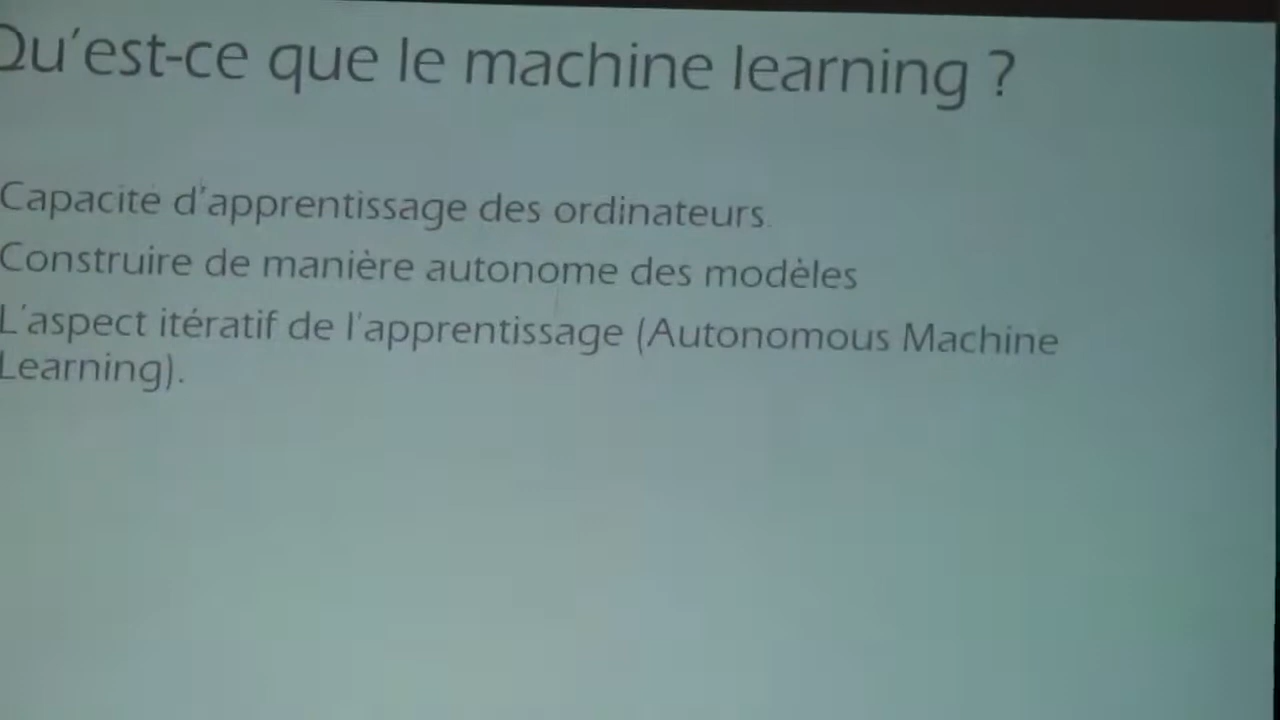 Qu'est-ce que le machine learning ?
Capacité d'apprentissage des ordinateurs.
Construire de manière autonome des modèles
L'aspect itératif de l'apprentissage (Autonomous Machine
Learning).